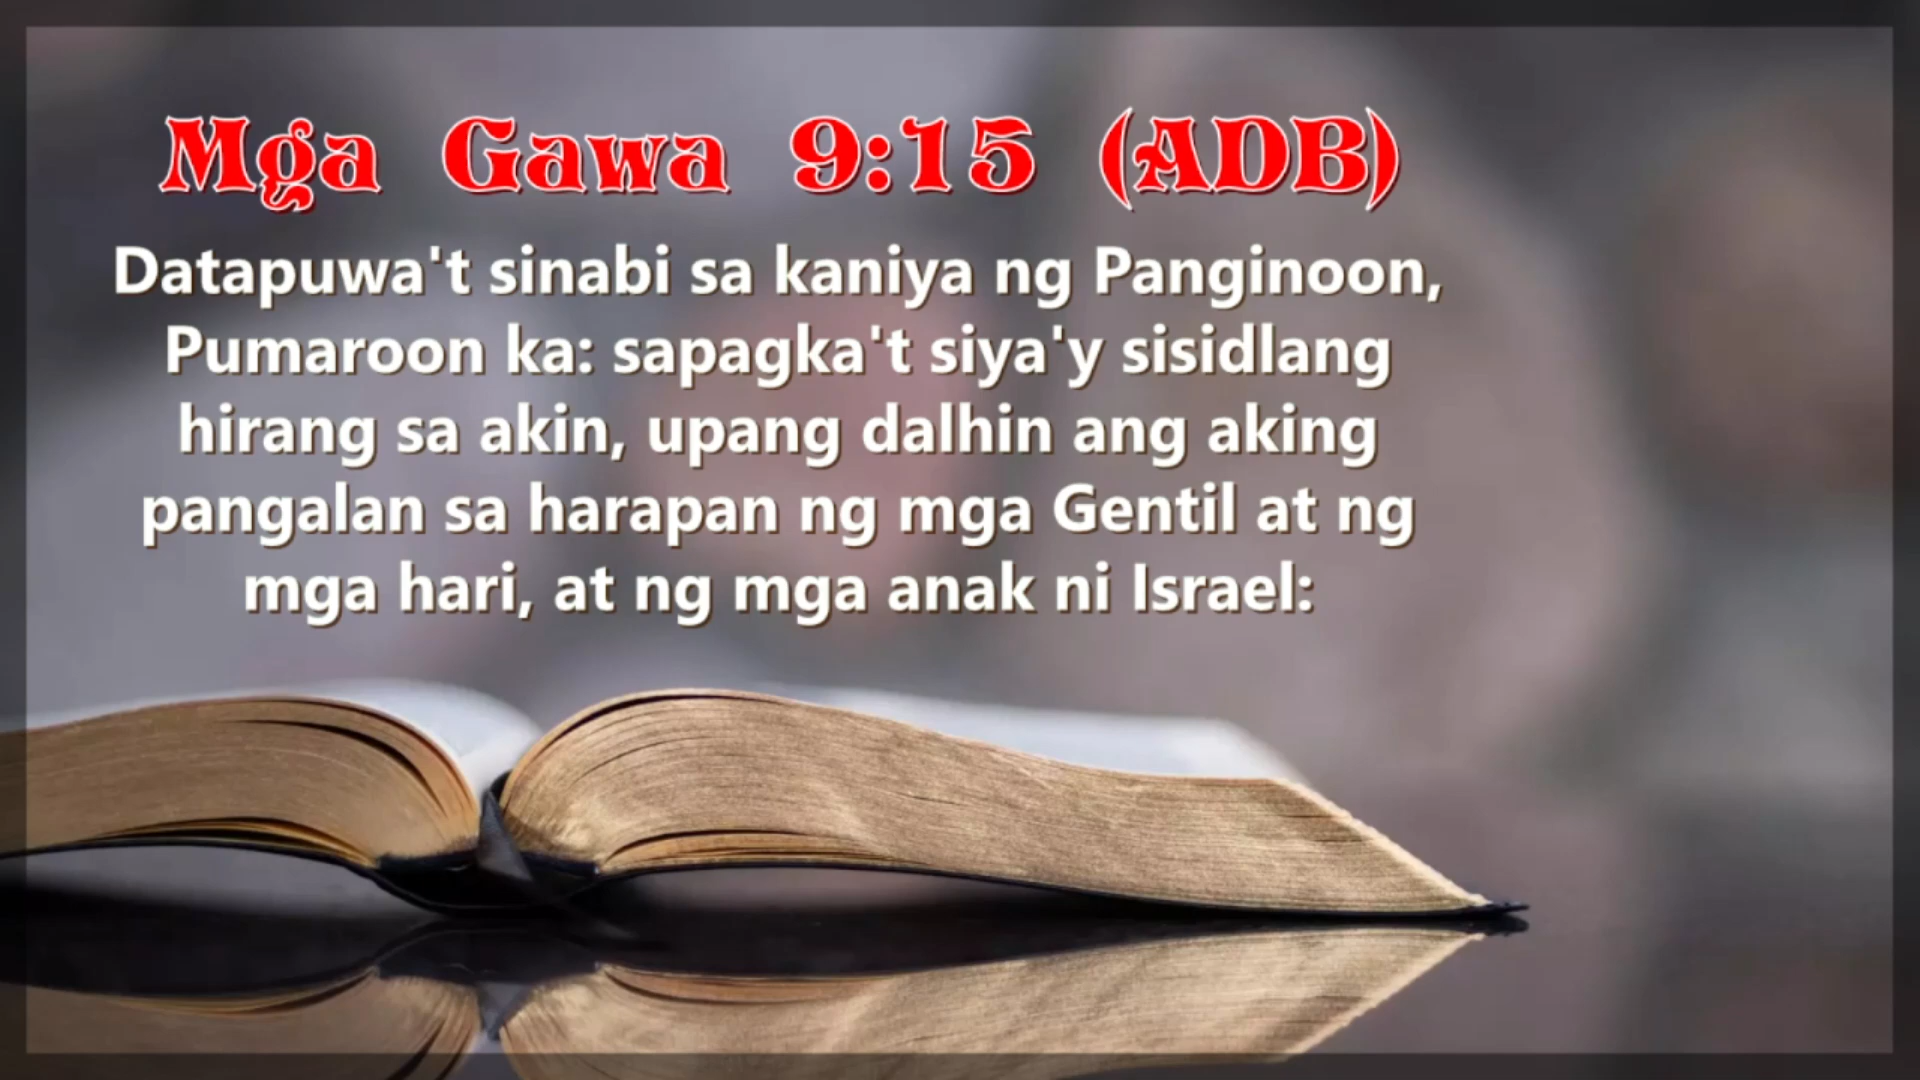 Mga Gawa 9:15 (ADB)
Datapuwa't sinabi sa kaniya ng Panginoon,
Pumaroon ka: sapagka't siya'y sisidlang
hirang sa akin, upang dalhin ang aking
pangalan sa harapan ng mga Gentil at ng
mga hari, at ng mga anak ni Israel: